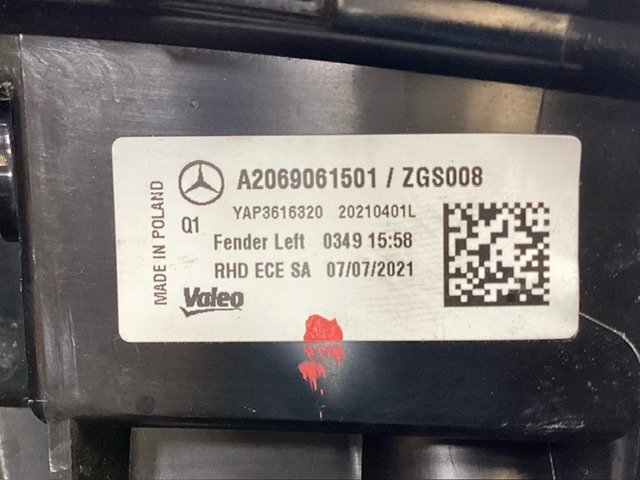 MADE IN POLAND
Q1
A2069061501 / ZGS008
YAP3616320 20210401L
Fender Left 0349 15:58
RHD ECE SA 07/07/2021
Valeo